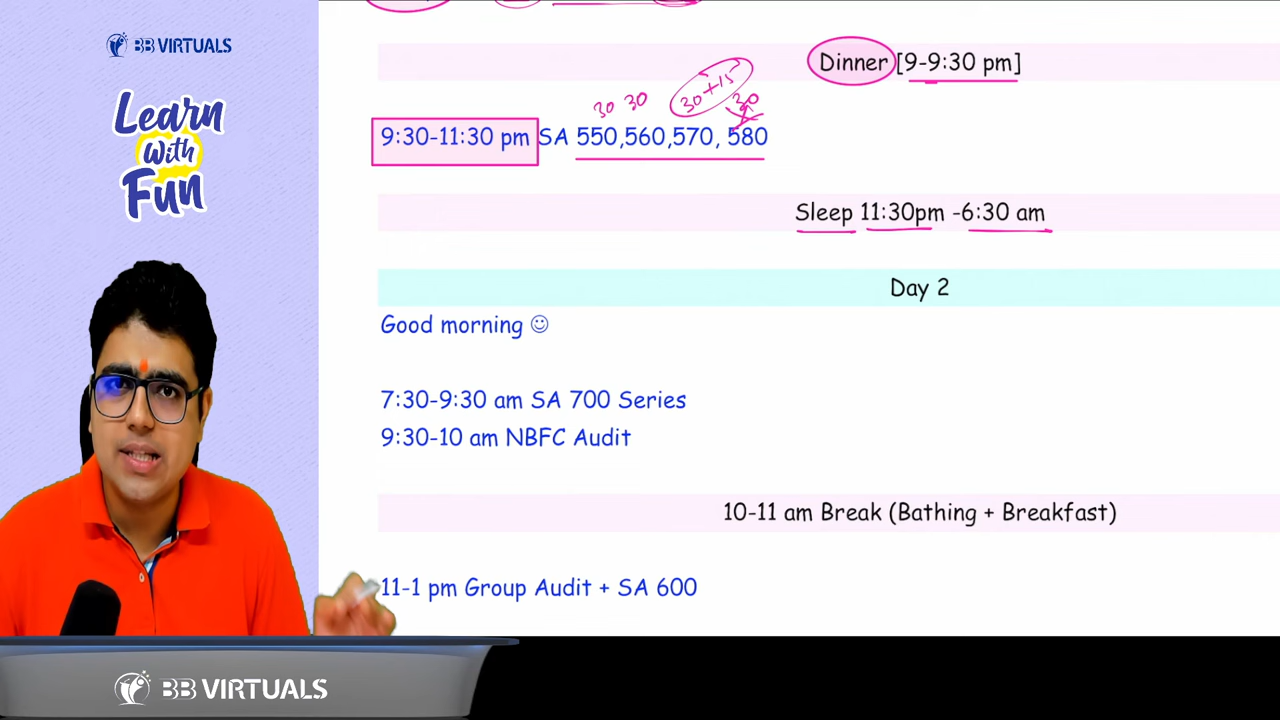 BB VIRTUALS
Learn
With
Fun
Dinner [9-9:30 pm]
30 30 30+15 30
9:30-11:30 pm SA 550,560,570, 580
Sleep 11:30pm -6:30 am
Day 2
Good morning ☺
7:30-9:30 am SA 700 Series
9:30-10 am NBFC Audit
10-11 am Break (Bathing + Breakfast)
11-1 pm Group Audit + SA 600
BB VIRTUALS